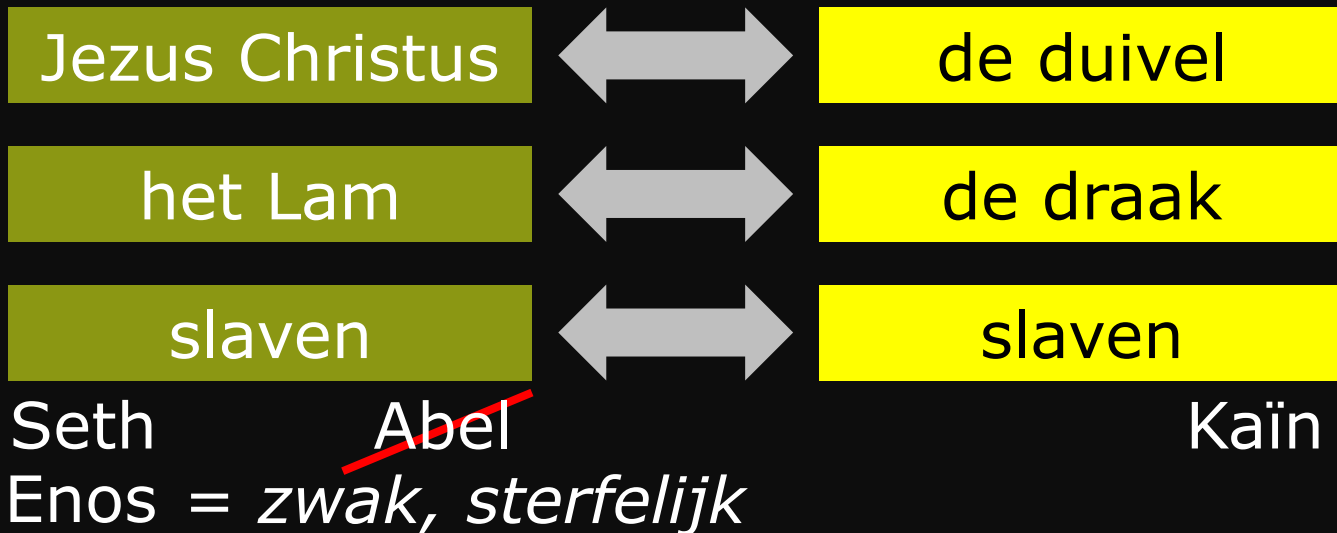 Jezus Christus de duivel
het Lam de draak
slaven slaven
Seth Abel Kaïn
Enos = zwak, sterfelijk